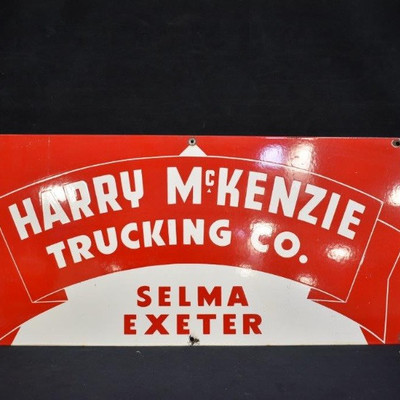 HARRY McKENZIE
TRUCKING CO.
SELMA
EXETER